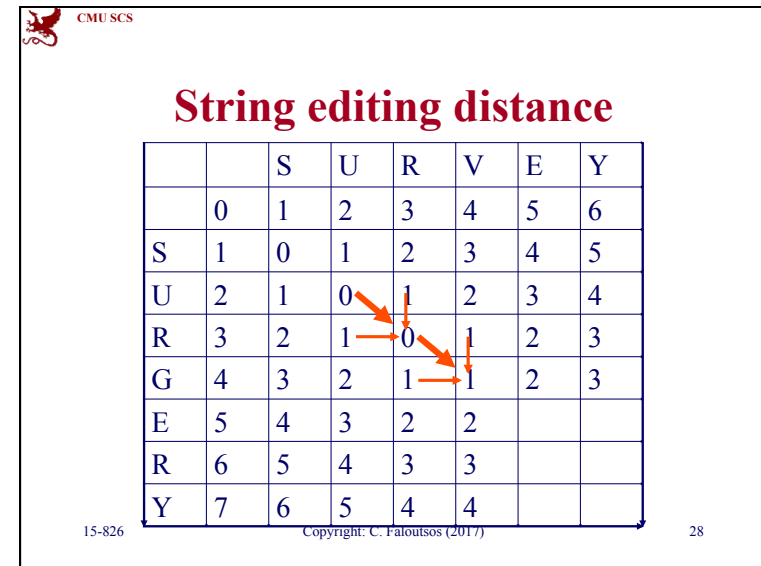 CMU SCS
String editing distance
S U R V E Y
0 1 2 3 4 5 6
S 1 0 1 2 3 4 5
U 2 1 0 1 2 3 4
R 3 2 1 0 1 2 3
G 4 3 2 1 1 2 3
E 5 4 3 2 2
R 6 5 4 3 3
Y 7 6 5 4 4
15-826 Copyright: C. Faloutsos (2017) 28